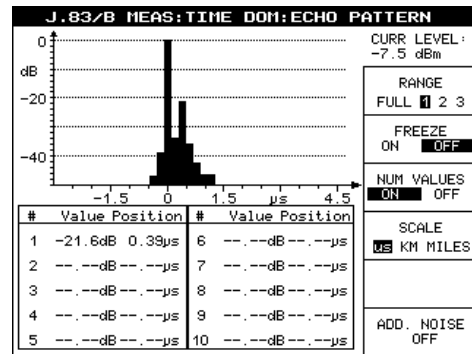 J.83/B MEAS:TIME DOM:ECHO PATTERN
CURR LEVEL:
-7.5 dBm
0
dB
-20
-40
-1.5 0 1.5 µs 4.5
RANGE
FULL 1 2 3
FREEZE
ON OFF
NUM VALUES
ON OFF
SCALE
µs KM MILES
ADD. NOISE
OFF
# Value Position # Value Position
1 -21.6dB 0.39µs 6 --.--dB --.--µs
2 --.--dB --.--µs 7 --.--dB --.--µs
3 --.--dB --.--µs 8 --.--dB --.--µs
4 --.--dB --.--µs 9 --.--dB --.--µs
5 --.--dB --.--µs 10 --.--dB --.--µs